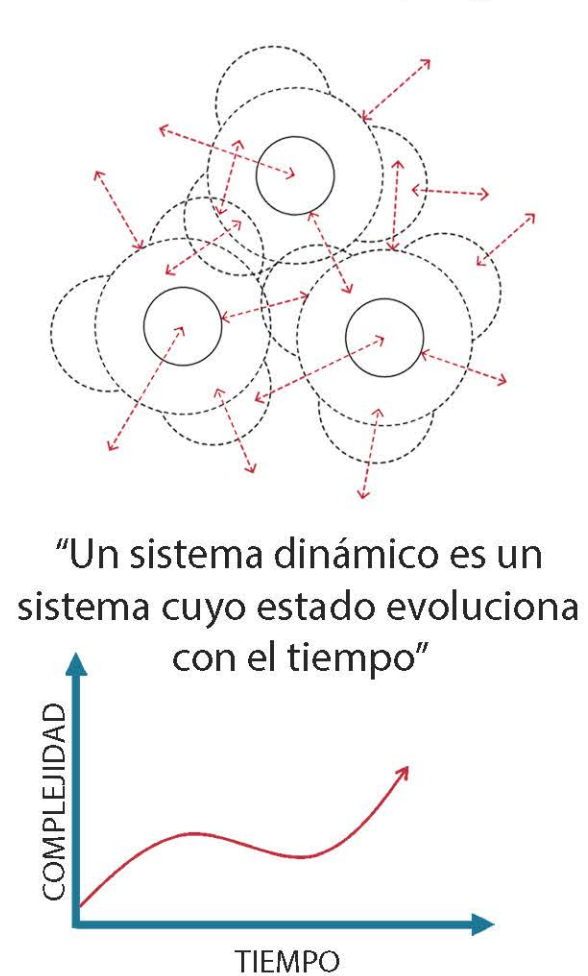 “Un sistema dinámico es un
sistema cuyo estado evoluciona
con el tiempo”
COMPLEJIDAD
TIEMPO